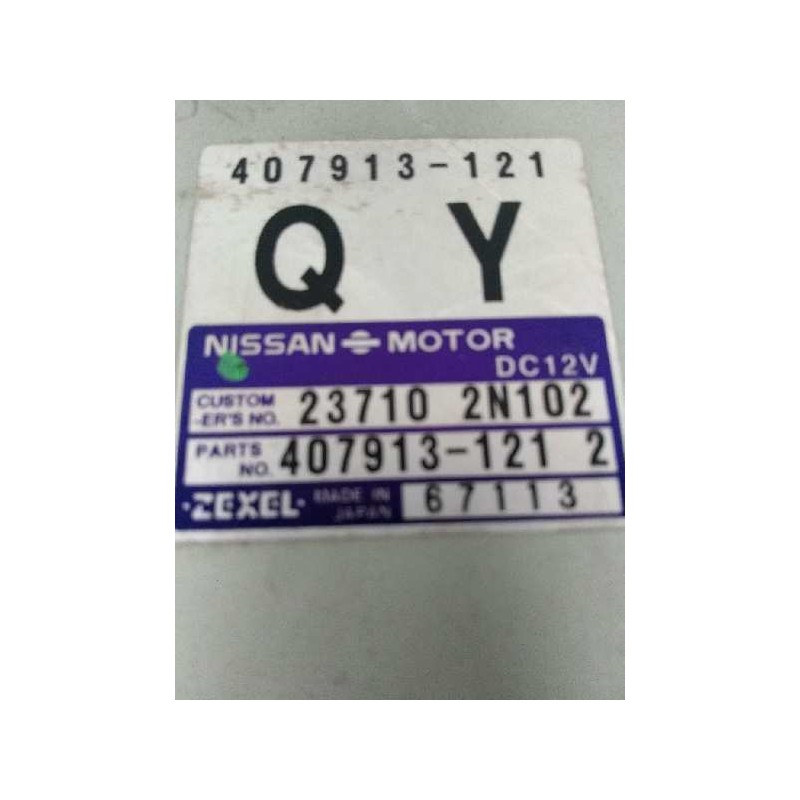 407913-121
Q Y
NISSAN MOTOR
DC12V
CUSTOM
-ER'S NO. 23710 2N102
PARTS
NO. 407913-121 2
·ZEXEL· MADE IN
JAPAN 67113